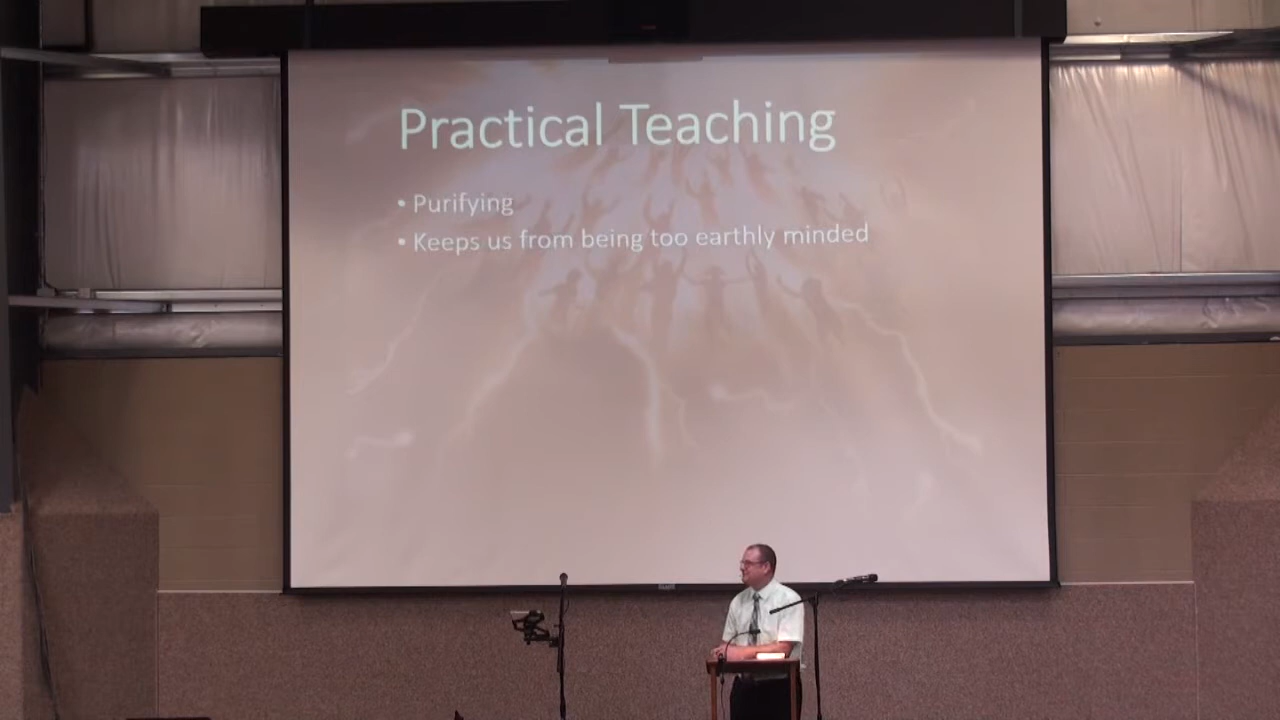 Practical Teaching
• Purifying
• Keeps us from being too earthly minded